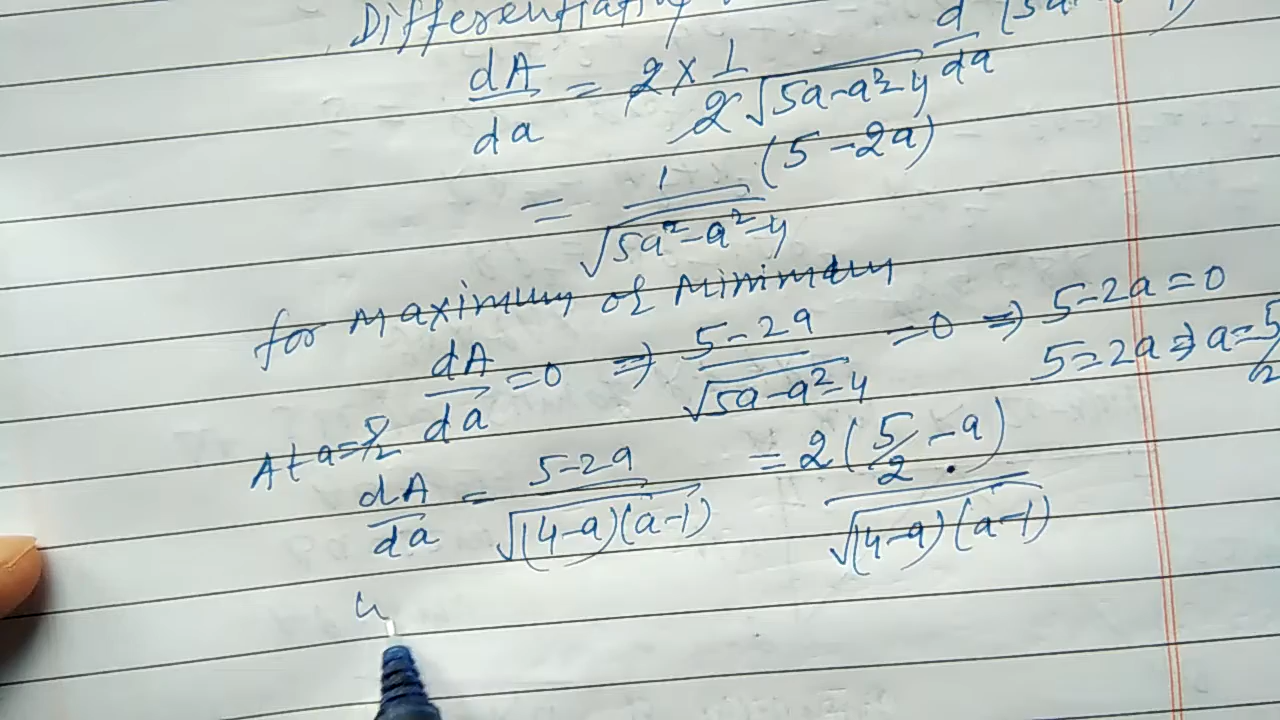 Differentiating
dA/da = 2 × 1/2√5a-a²-4 d/da (5a
= 1/√5a²-a²-4 (5-2a)
for Maximum of Minimum
dA/da = 0 ⇒ 5-2a/√5a-a²-4 = 0 ⇒ 5-2a=0
5=2a ⇒ a=5/2
At a=5/2
dA/da = 5-2a/√(4-a)(a-1) = 2(5/2-a)/√(4-a)(a-1)